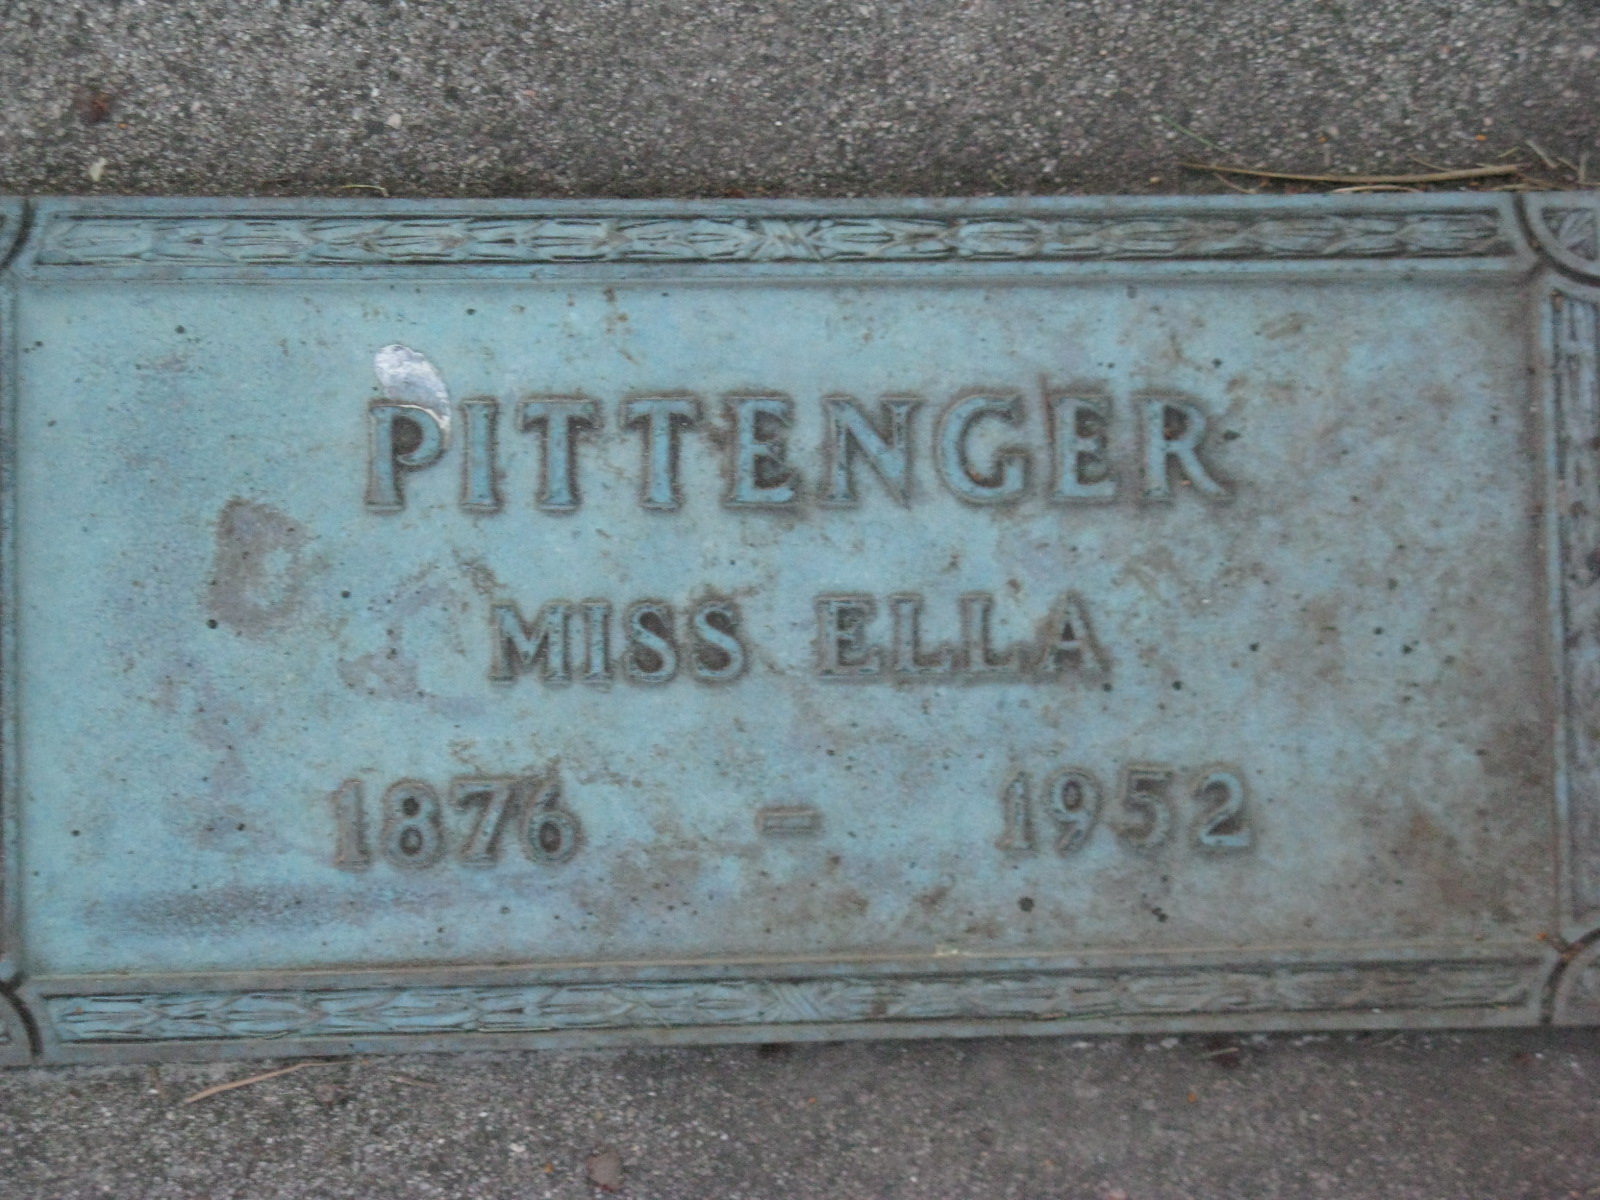 PITTENGER
MISS ELLA
1876 - 1952